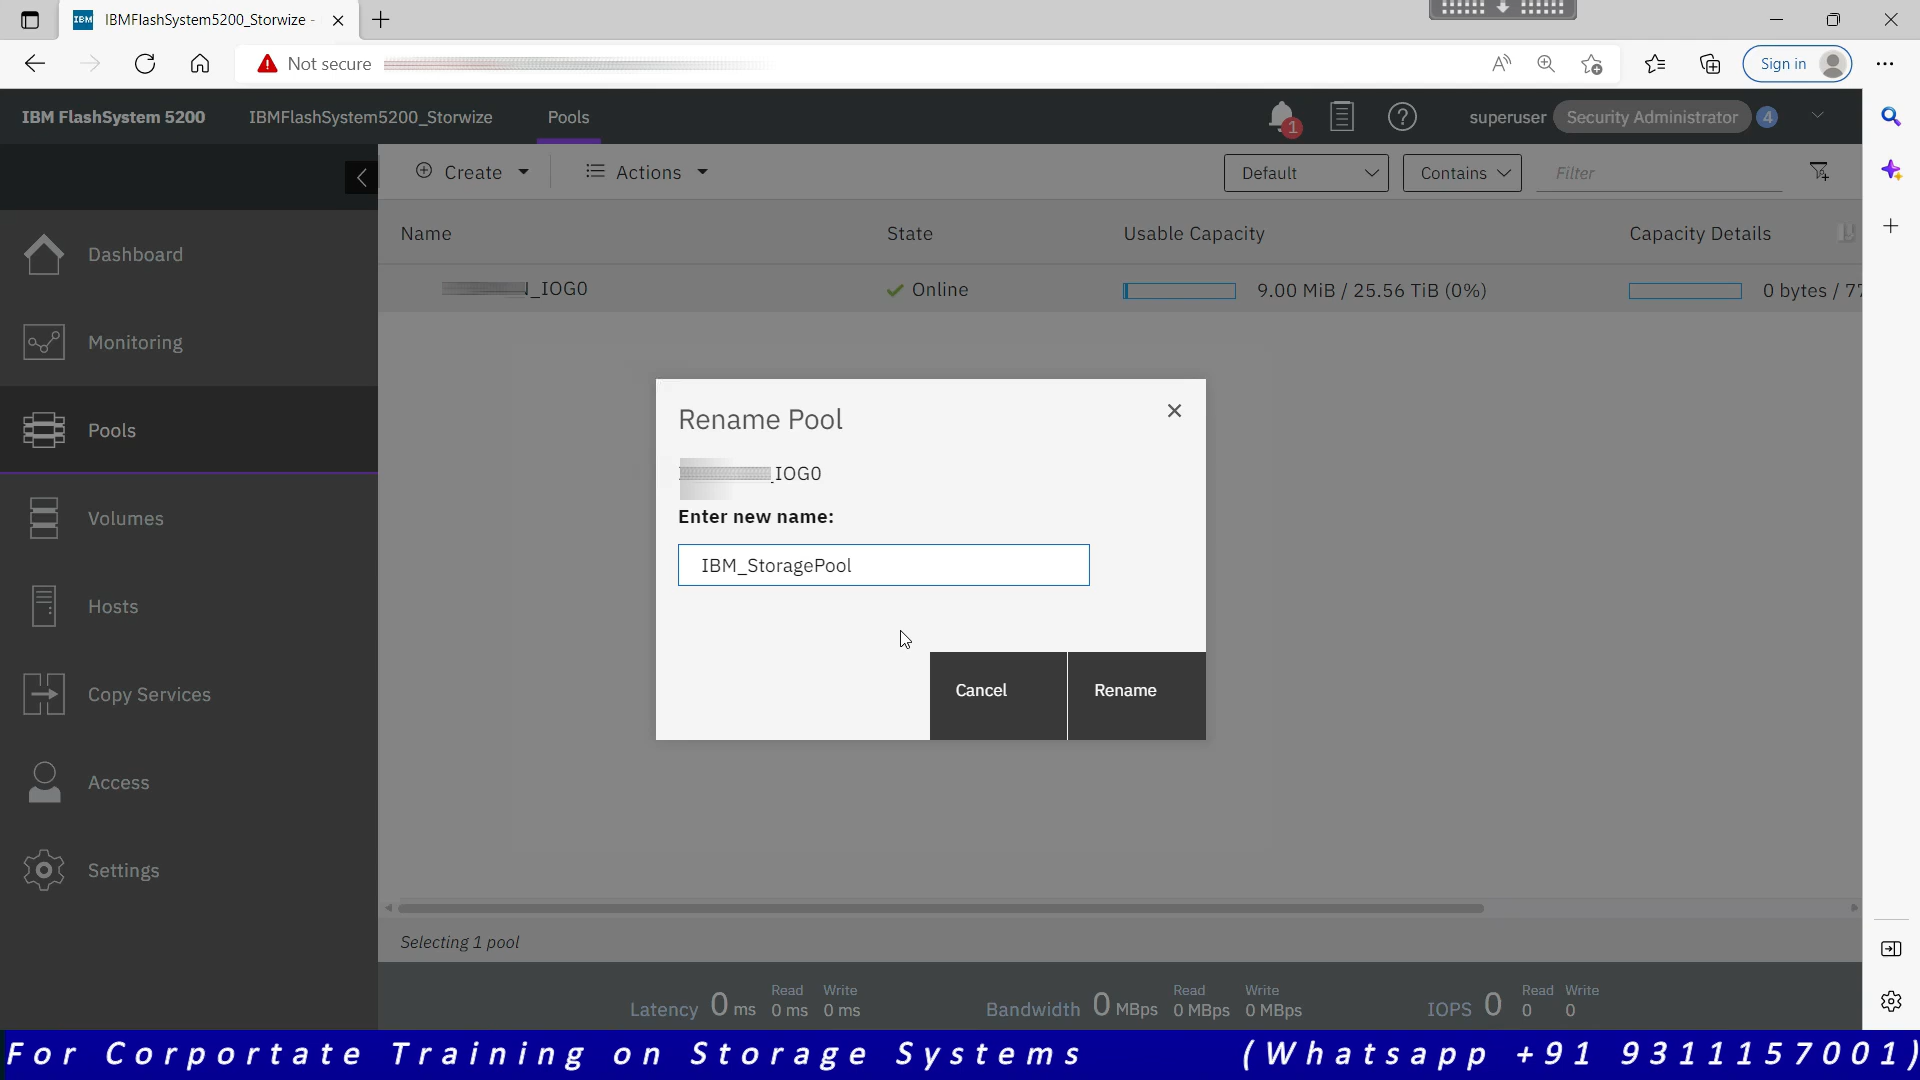 IBM IBMFlashSystem5200_Storwize -
Not secure
Sign in
IBM FlashSystem 5200 IBMFlashSystem5200_Storwize Pools 1 superuser Security Administrator 4
Create Actions Default Contains Filter
Name State Usable Capacity Capacity Details
_IOG0 Online 9.00 MiB / 25.56 TiB (0%) 0 bytes /
Dashboard
Monitoring
Pools
Volumes
Hosts
Copy Services
Access
Settings
Rename Pool
_IOG0
Enter new name:
IBM_StoragePool
Cancel Rename
Selecting 1 pool
Latency 0 ms Read 0 ms Write 0 ms
Bandwidth 0 MBps Read 0 MBps Write 0 MBps
IOPS 0 Read 0 Write 0
For Corportate Training on Storage Systems (Whatsapp +91 9311157001)